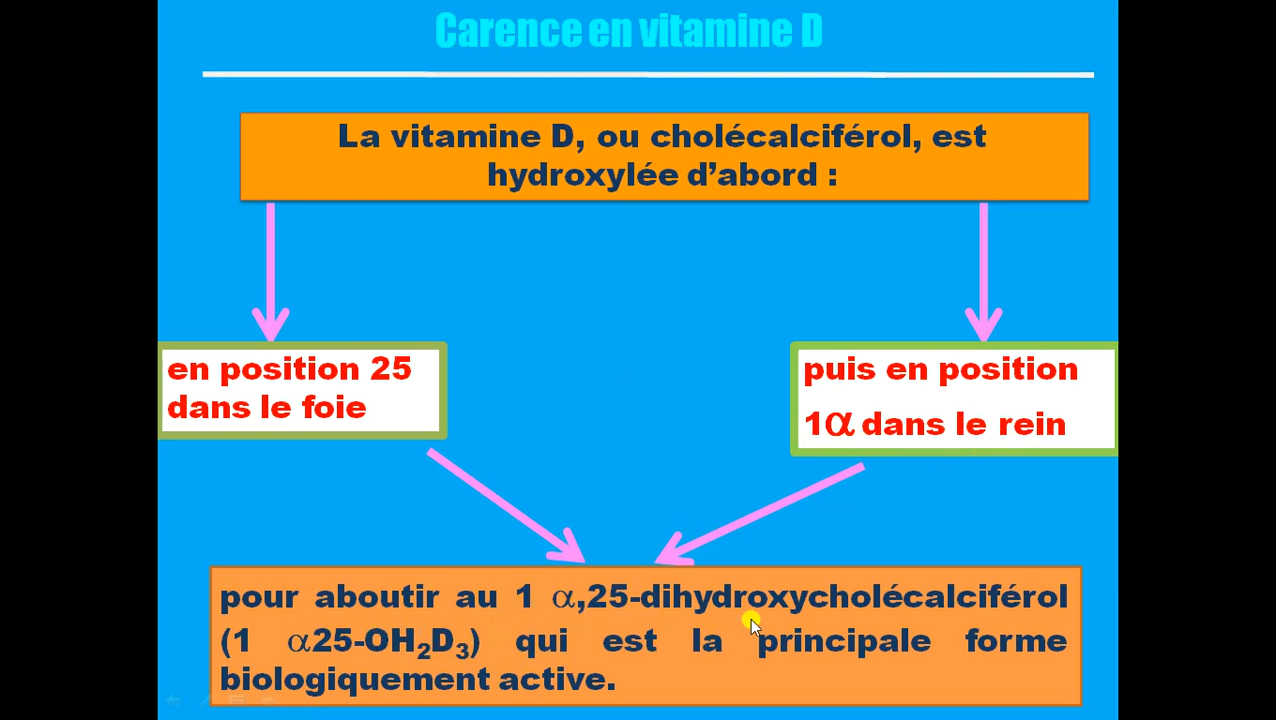 Carence en vitamine D
La vitamine D, ou cholécalciférol, est
hydroxylée d’abord :
en position 25
dans le foie
puis en position
1α dans le rein
pour aboutir au 1 α,25-dihydroxycholécalciférol
(1 α25-OH₂D₃) qui est la principale forme
biologiquement active.